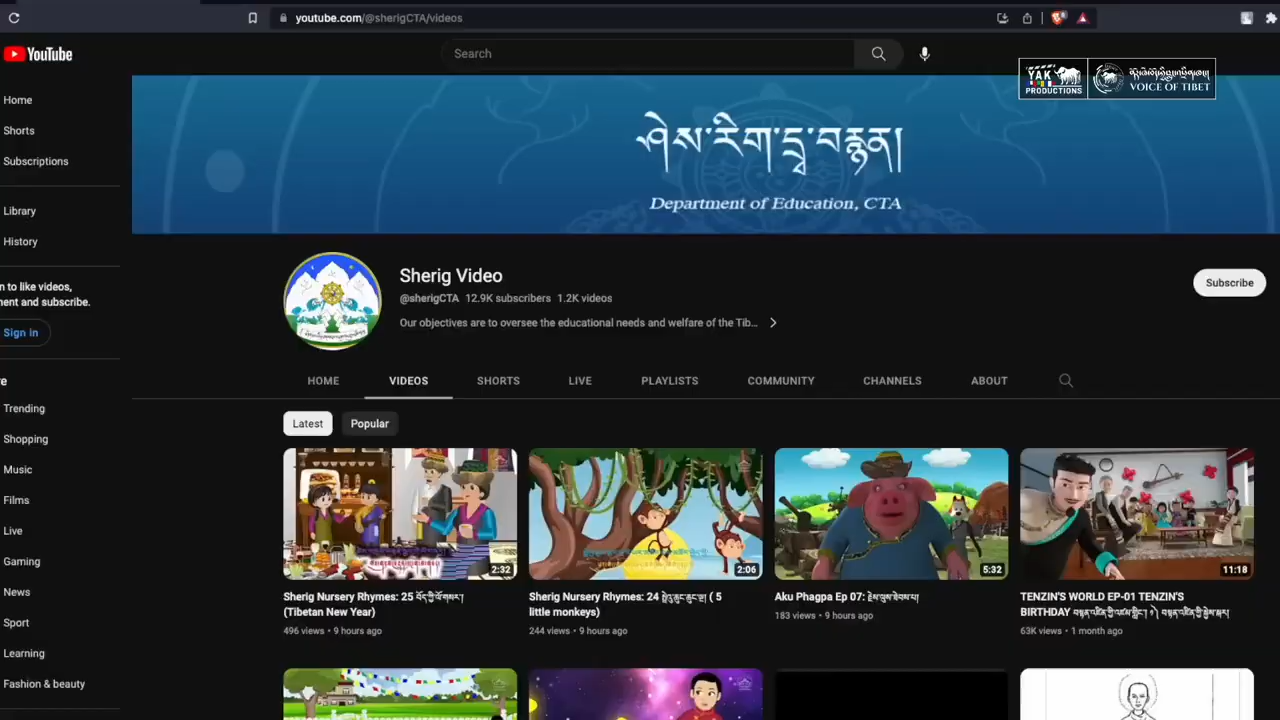 youtube.com/@sherigCTA/videos
YouTube
Search
YAK
PRODUCTIONS
VOICE OF TIBET
ཤེས་རིག་དྲྭ་བརྙན།
Department of Education, CTA
Home
Shorts
Subscriptions
Library
History
n to like videos,
ment and subscribe.
Sign in
e
Trending
Shopping
Music
Films
Live
Gaming
News
Sport
Learning
Fashion & beauty
Sherig Video
@sherigCTA 12.9K subscribers 1.2K videos
Our objectives are to oversee the educational needs and welfare of the Tib...
Subscribe
HOME
VIDEOS
SHORTS
LIVE
PLAYLISTS
COMMUNITY
CHANNELS
ABOUT
Latest
Popular
2:32
Sherig Nursery Rhymes: 25 བོད་ཀྱི་ལོ་གསར།
(Tibetan New Year)
496 views • 9 hours ago
2:06
Sherig Nursery Rhymes: 24 ( 5
little monkeys)
244 views • 9 hours ago
5:32
Aku Phagpa Ep 07: རྗེས་ལུས་ཐེབས་པ།
183 views • 9 hours ago
11:18
TENZIN'S WORLD EP-01 TENZIN'S
BIRTHDAY
63K views • 1 month ago